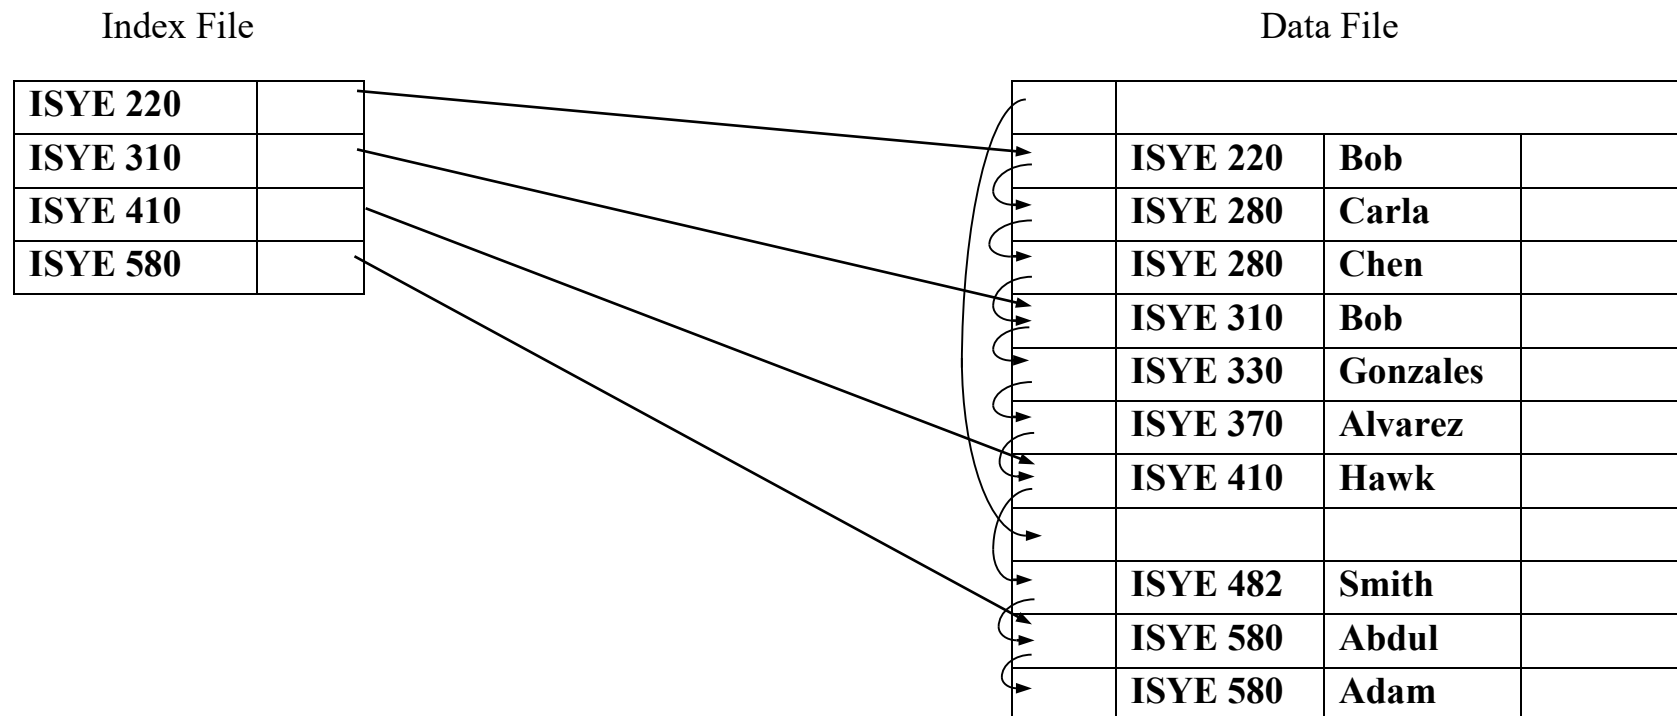 Index File
Data File
ISYE 220
ISYE 310
ISYE 410
ISYE 580
ISYE 220 Bob
ISYE 280 Carla
ISYE 280 Chen
ISYE 310 Bob
ISYE 330 Gonzales
ISYE 370 Alvarez
ISYE 410 Hawk
ISYE 482 Smith
ISYE 580 Abdul
ISYE 580 Adam